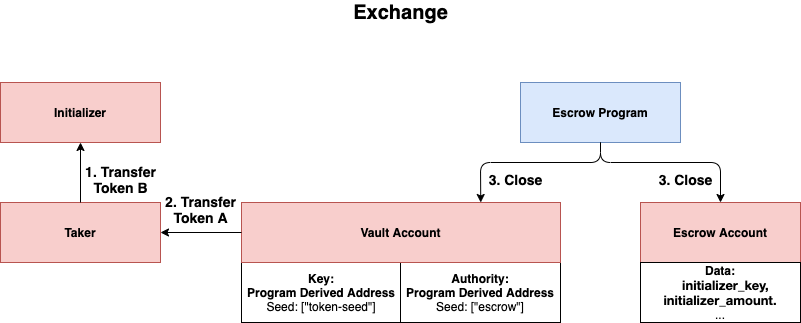 Exchange
Initializer
Escrow Program
1. Transfer
Token B
3. Close
3. Close
2. Transfer
Token A
Taker
Vault Account
Escrow Account
Key:
Program Derived Address
Seed: ["token-seed"]
Authority:
Program Derived Address
Seed: ["escrow"]
Data:
initializer_key,
initializer_amount.
...